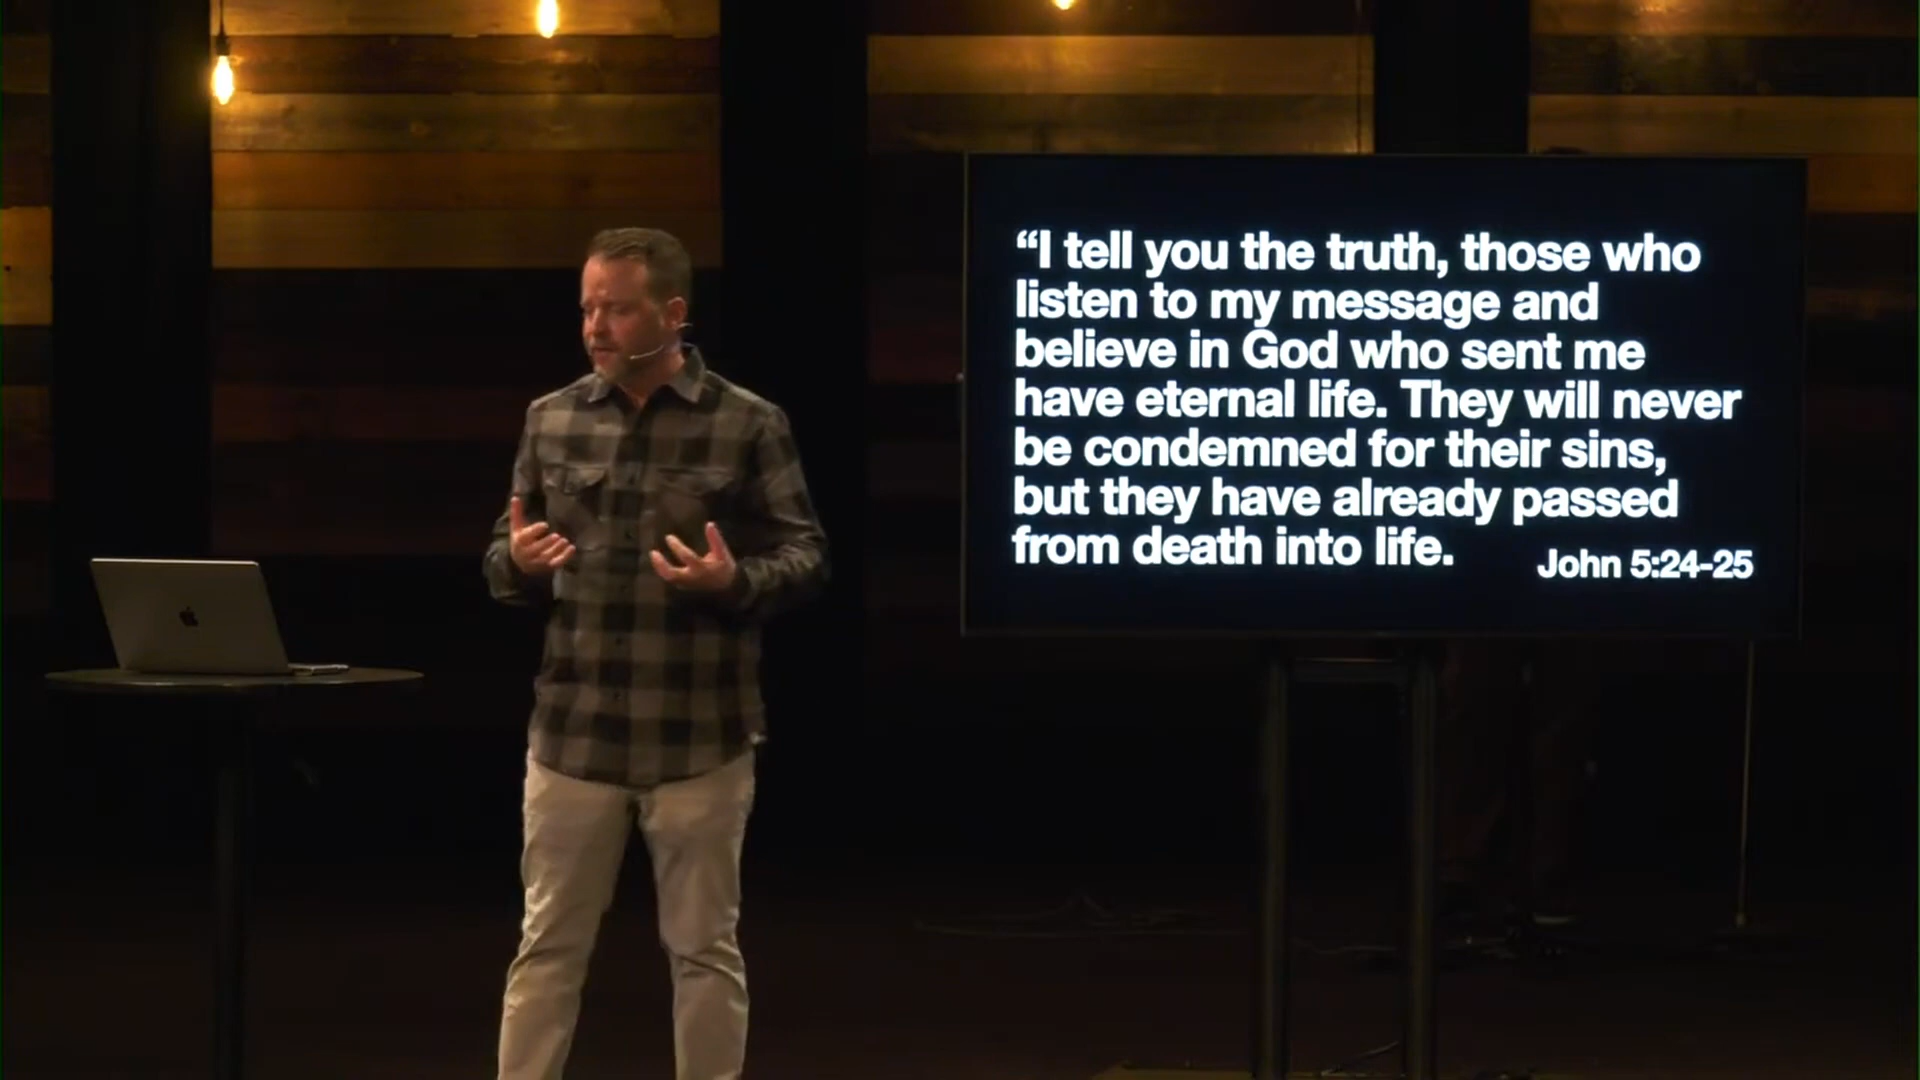 “I tell you the truth, those who
listen to my message and
believe in God who sent me
have eternal life. They will never
be condemned for their sins,
but they have already passed
from death into life.
John 5:24-25